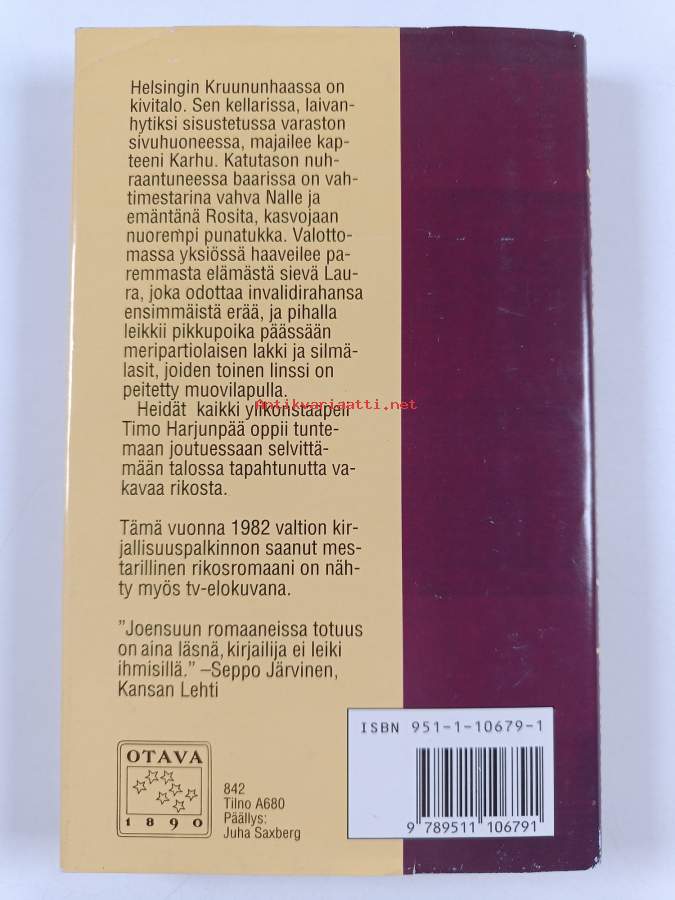 Helsingin Kruununhaassa on
kivitalo. Sen kellarissa, laivan-
hytiksi sisustetussa varaston
sivuhuoneessa, majailee kap-
teeni Karhu. Katutason nuh-
raantuneessa baarissa on vah-
timestarina vahva Nalle ja
emäntänä Rosita, kasvojaan
nuorempi punatukka. Valotto-
massa yksiössä haaveilee pa-
remmasta elämästä sievä Lau-
ra, joka odottaa invalidirahansa
ensimmäistä erää, ja pihalla
leikkii pikkupoika päässään
meripartiolaisen lakki ja silmä-
lasit, joiden toinen linssi on
peitetty muovilapulla.
Antikvariaatti.net
Heidät kaikki ylikonstaapeli
Timo Harjunpää oppii tunte-
maan joutuessaan selvittä-
mään talossa tapahtunutta va-
kavaa rikosta.
Tämä vuonna 1982 valtion kir-
jallisuuspalkinnon saanut mes-
tarillinen rikosromaani on näh-
ty myös tv-elokuvana.
”Joensuun romaaneissa totuus
on aina läsnä, kirjailija ei leiki
ihmisillä.” –Seppo Järvinen,
Kansan Lehti
OTAVA
1890
842
Tilno A680
Päällys:
Juha Saxberg
ISBN 951-1-10679-1
9 789511 106791